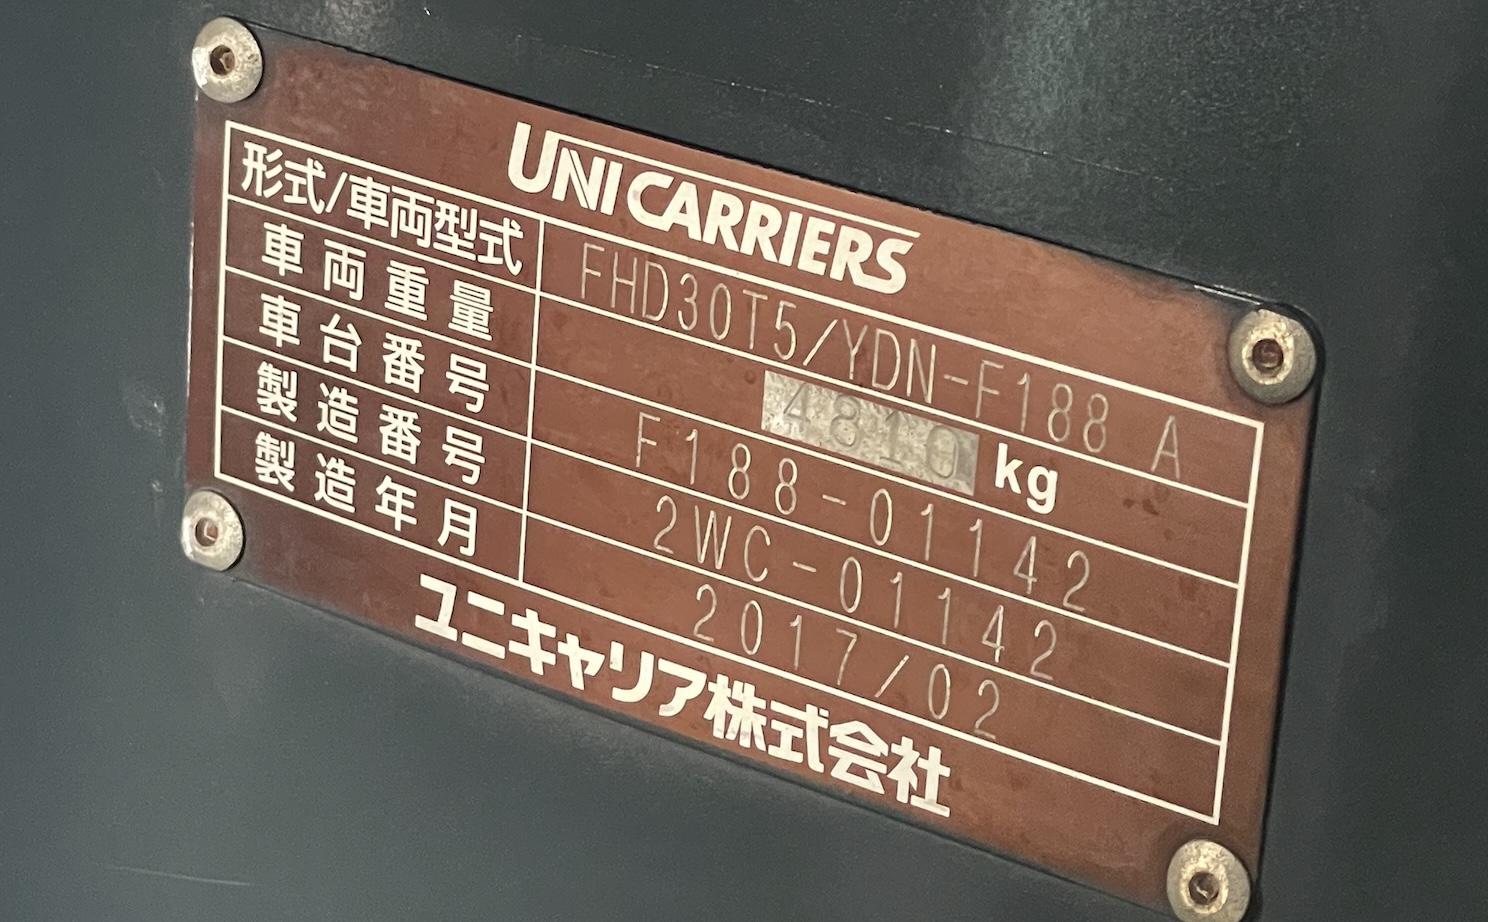 UNICARRIERS
形式/車両型式 FHD30T5/YDN-F188 A
車両重量 4810 kg
車台番号 F188-01142
製造番号 2WC-01142
製造年月 2017/02
ユニキャリア株式会社